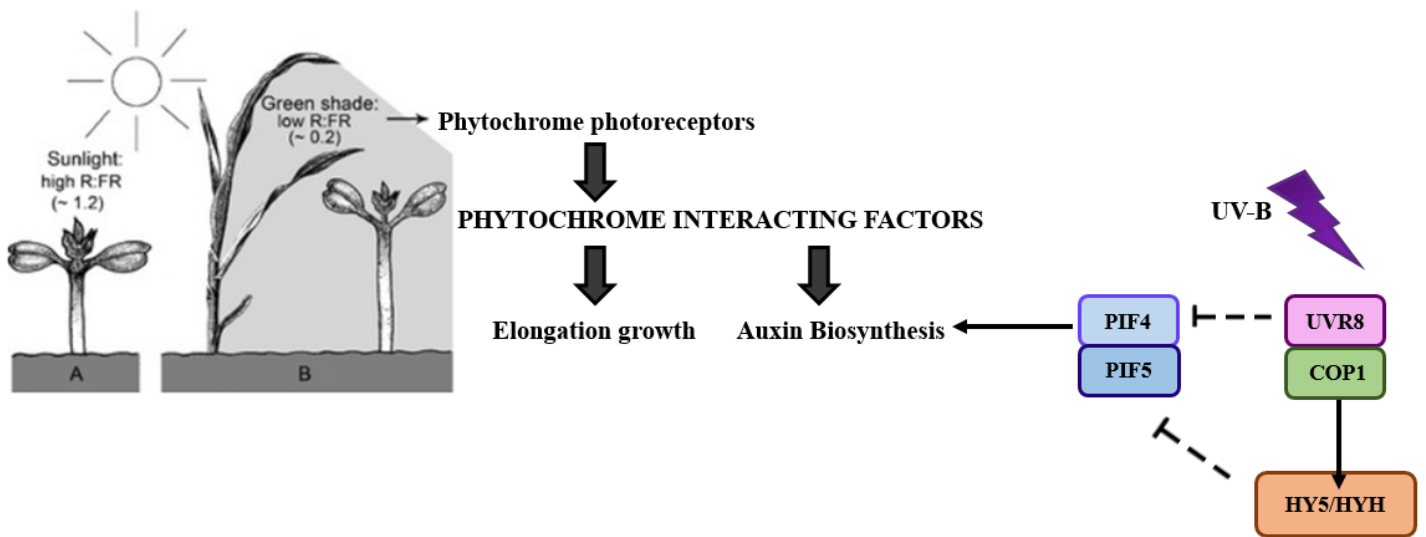 Green shade:
low R:FR
(~ 0.2)
Phytochrome photoreceptors
Sunlight:
high R:FR
(~ 1.2)
PHYTOCHROME INTERACTING FACTORS
UV-B
Elongation growth
Auxin Biosynthesis
PIF4
PIF5
UVR8
COP1
A
B
HY5/HYH